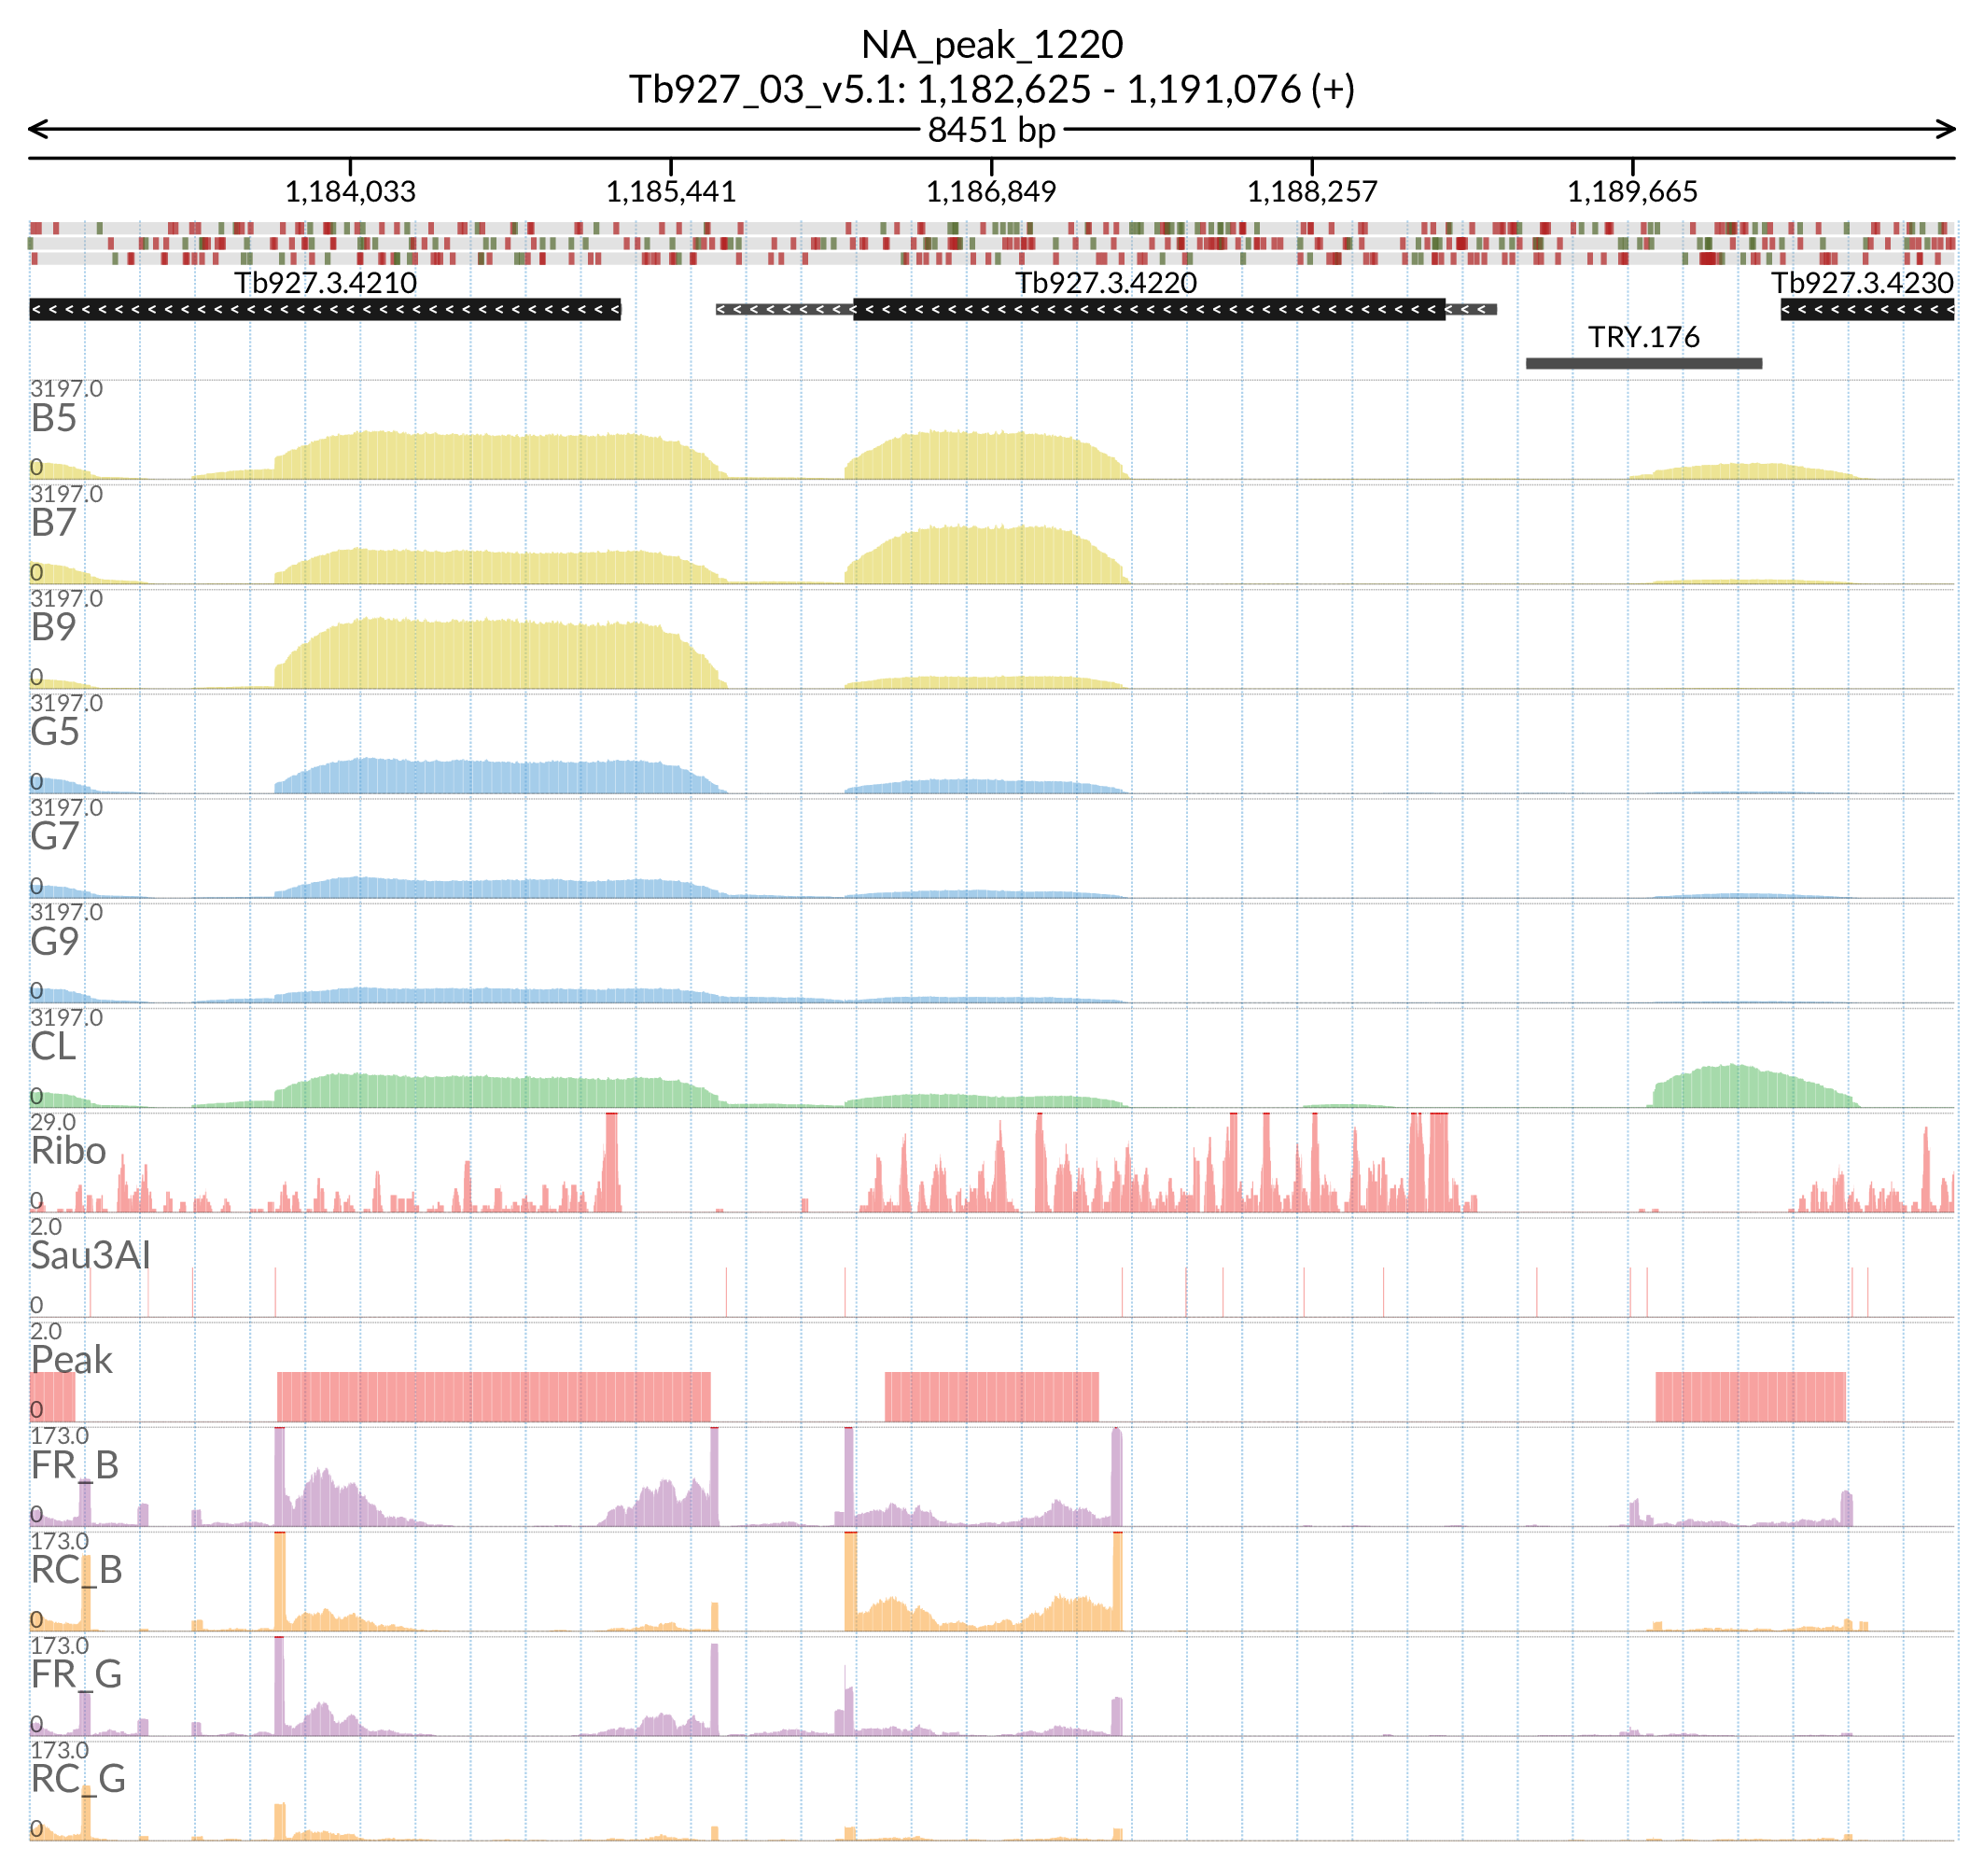 NA_peak_1220
Tb927_03_v5.1: 1,182,625 - 1,191,076 (+)
8451 bp
1,184,033 1,185,441 1,186,849 1,188,257 1,189,665
Tb927.3.4210 Tb927.3.4220 Tb927.3.4230
TRY.176
3197.0
B5
0
3197.0
B7
0
3197.0
B9
0
3197.0
G5
0
3197.0
G7
0
3197.0
G9
0
3197.0
CL
0
29.0
Ribo
0
2.0
Sau3AI
0
2.0
Peak
0
173.0
FR_B
0
173.0
RC_B
0
173.0
FR_G
0
173.0
RC_G
0